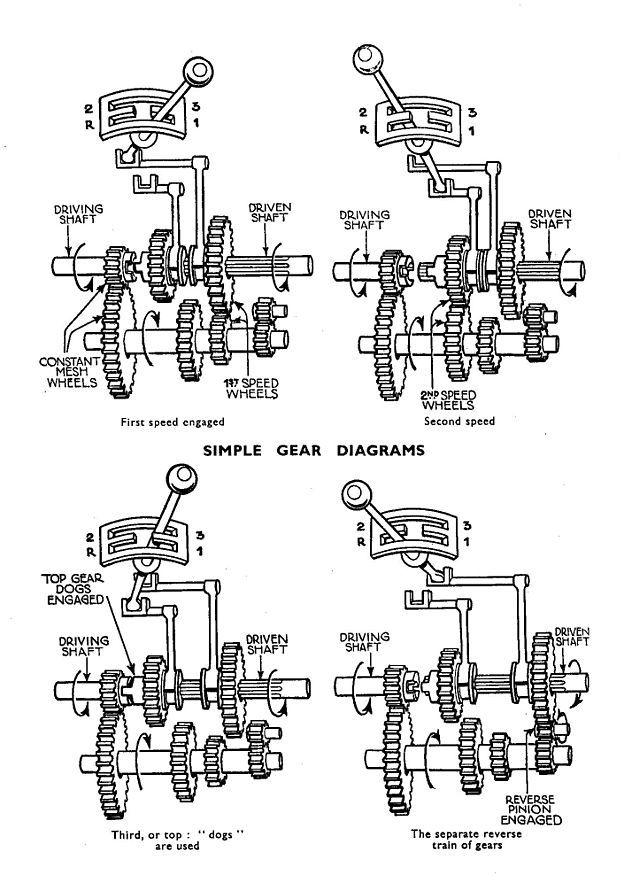 2 3
R 1
DRIVING
SHAFT
DRIVEN
SHAFT
CONSTANT
MESH
WHEELS
1ST SPEED
WHEELS
First speed engaged
2 3
R 1
DRIVING
SHAFT
DRIVEN
SHAFT
2ND SPEED
WHEELS
Second speed
SIMPLE GEAR DIAGRAMS
2 3
R 1
TOP GEAR
DOGS
ENGAGED
DRIVING
SHAFT
DRIVEN
SHAFT
Third, or top : “ dogs ”
are used
2 3
R 1
DRIVING
SHAFT
DRIVEN
SHAFT
REVERSE
PINION
ENGAGED
The separate reverse
train of gears